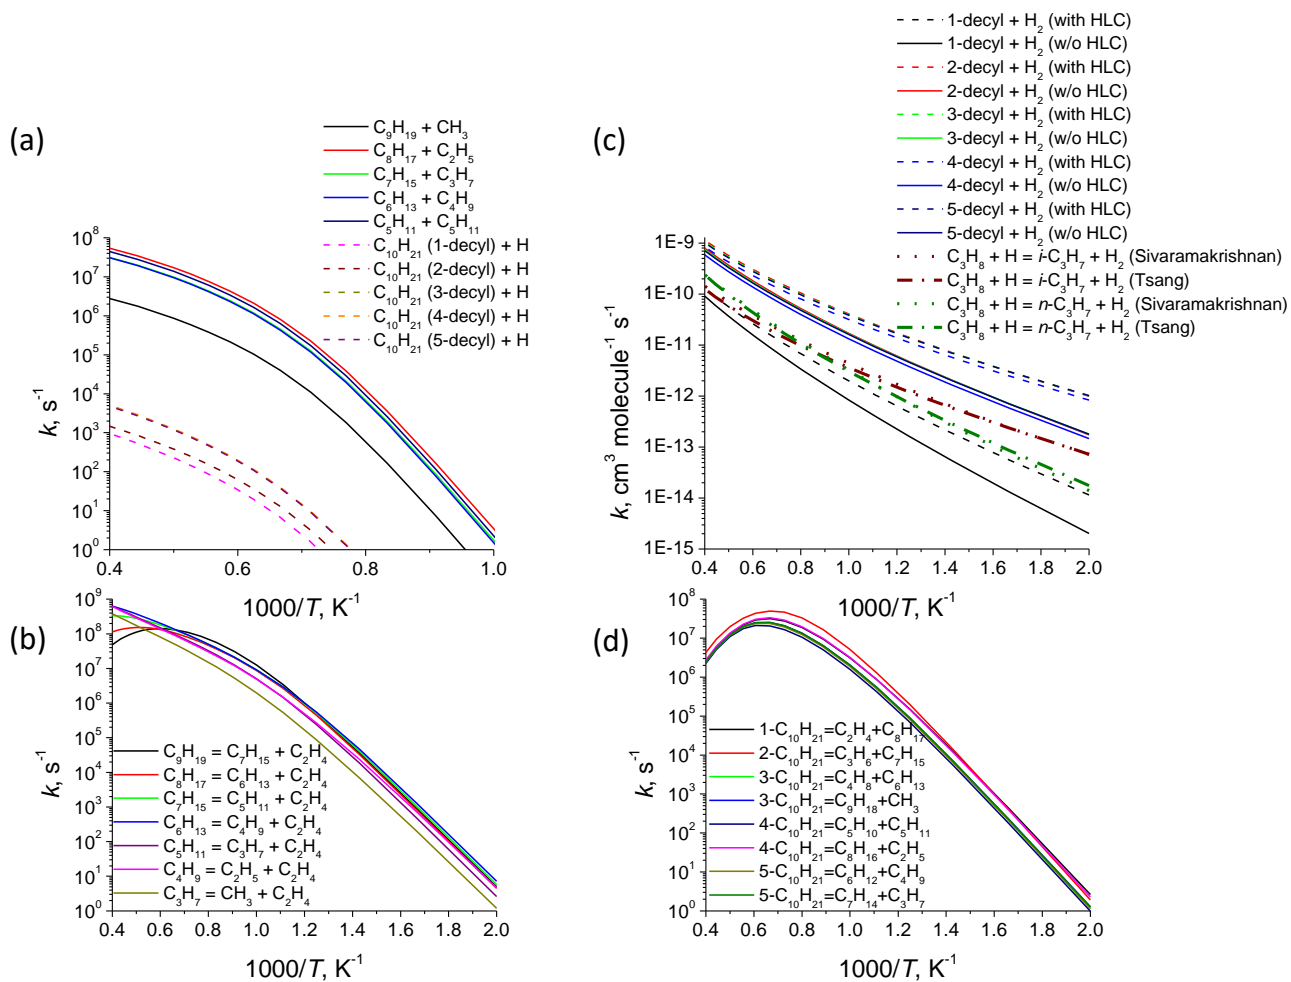 (a)
C9H19 + CH3
C8H17 + C2H5
C7H15 + C3H7
C6H13 + C4H9
C5H11 + C5H11
C10H21 (1-decyl) + H
C10H21 (2-decyl) + H
C10H21 (3-decyl) + H
C10H21 (4-decyl) + H
C10H21 (5-decyl) + H
10^8
10^7
10^6
10^5
10^4
10^3
10^2
10^1
10^0
k, s^-1
0.4 0.6 0.8 1.0
1000/T, K^-1
(b)
10^9
10^8
10^7
10^6
10^5
10^4
10^3
10^2
10^1
10^0
k, s^-1
C9H19 = C7H15 + C2H4
C8H17 = C6H13 + C2H4
C7H15 = C5H11 + C2H4
C6H13 = C4H9 + C2H4
C5H11 = C3H7 + C2H4
C4H9 = C2H5 + C2H4
C3H7 = CH3 + C2H4
0.4 0.6 0.8 1.0 1.2 1.4 1.6 1.8 2.0
1000/T, K^-1
(c)
1-decyl + H2 (with HLC)
1-decyl + H2 (w/o HLC)
2-decyl + H2 (with HLC)
2-decyl + H2 (w/o HLC)
3-decyl + H2 (with HLC)
3-decyl + H2 (w/o HLC)
4-decyl + H2 (with HLC)
4-decyl + H2 (w/o HLC)
5-decyl + H2 (with HLC)
5-decyl + H2 (w/o HLC)
C3H8 + H = i-C3H7 + H2 (Sivaramakrishnan)
C3H8 + H = i-C3H7 + H2 (Tsang)
C3H8 + H = n-C3H7 + H2 (Sivaramakrishnan)
C3H8 + H = n-C3H7 + H2 (Tsang)
1E-9
1E-10
1E-11
1E-12
1E-13
1E-14
1E-15
k, cm^3 molecule^-1 s^-1
0.4 0.6 0.8 1.0 1.2 1.4 1.6 1.8 2.0
1000/T, K^-1
(d)
10^8
10^7
10^6
10^5
10^4
10^3
10^2
10^1
10^0
k, s^-1
1-C10H21=C2H4+C8H17
2-C10H21=C3H6+C7H15
3-C10H21=C4H8+C6H13
3-C10H21=C9H18+CH3
4-C10H21=C5H10+C5H11
4-C10H21=C8H16+C2H5
5-C10H21=C6H12+C4H9
5-C10H21=C7H14+C3H7
0.4 0.6 0.8 1.0 1.2 1.4 1.6 1.8 2.0
1000/T, K^-1